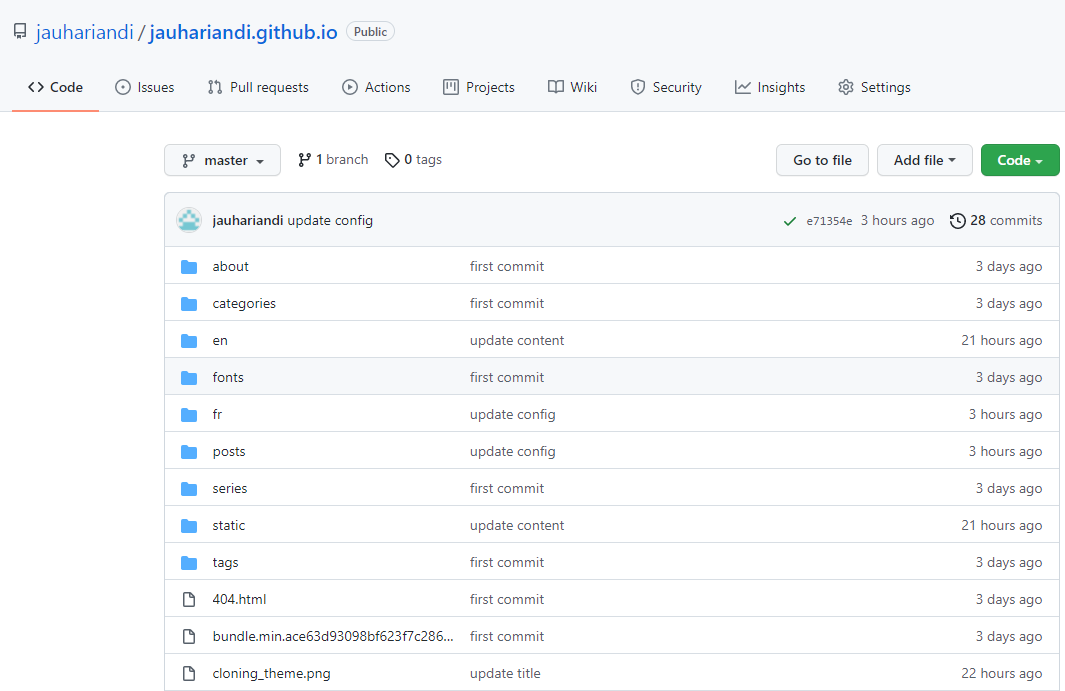 jauhariandi / jauhariandi.github.io Public
Code Issues Pull requests Actions Projects Wiki Security Insights Settings
master 1 branch 0 tags Go to file Add file Code
jauhariandi update config e71354e 3 hours ago 28 commits
about first commit 3 days ago
categories first commit 3 days ago
en update content 21 hours ago
fonts first commit 3 days ago
fr update config 3 hours ago
posts update config 3 hours ago
series first commit 3 days ago
static update content 21 hours ago
tags first commit 3 days ago
404.html first commit 3 days ago
bundle.min.ace63d93098bf623f7c286... first commit 3 days ago
cloning_theme.png update title 22 hours ago